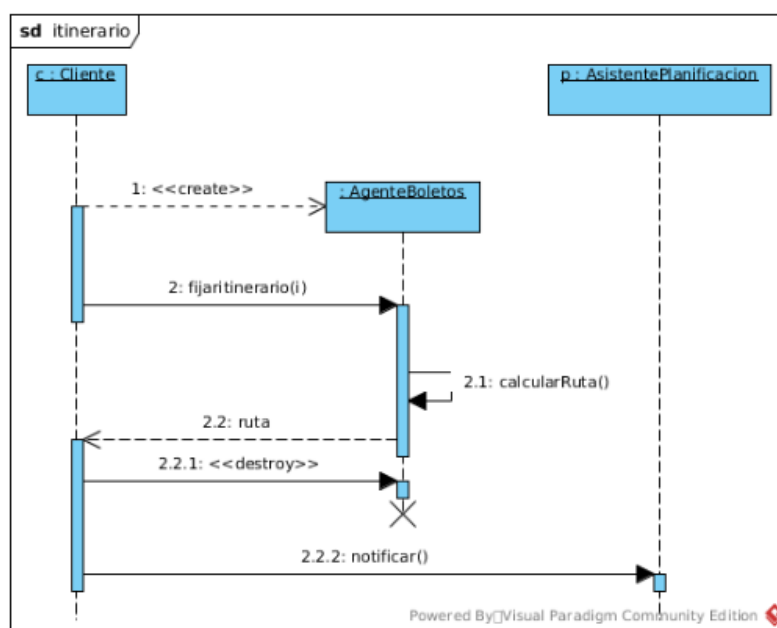 sd itinerario
c : Cliente
p : AsistentePlanificacion
1: <<create>>
: AgenteBoletos
2: fijaritinerario(i)
2.1: calcularRuta()
2.2: ruta
2.2.1: <<destroy>>
2.2.2: notificar()
Powered By Visual Paradigm Community Edition